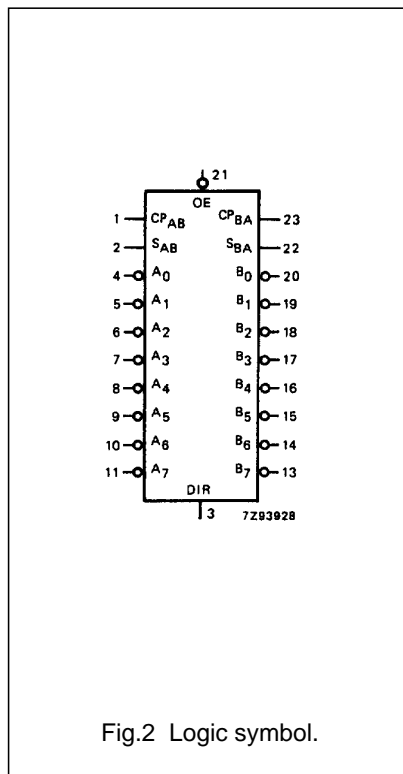 21
OE
1 CPAB CPBA 23
2 SAB SBA 22
4 A0 B0 20
5 A1 B1 19
6 A2 B2 18
7 A3 B3 17
8 A4 B4 16
9 A5 B5 15
10 A6 B6 14
11 A7 B7 13
DIR
3 7Z93928
Fig.2 Logic symbol.